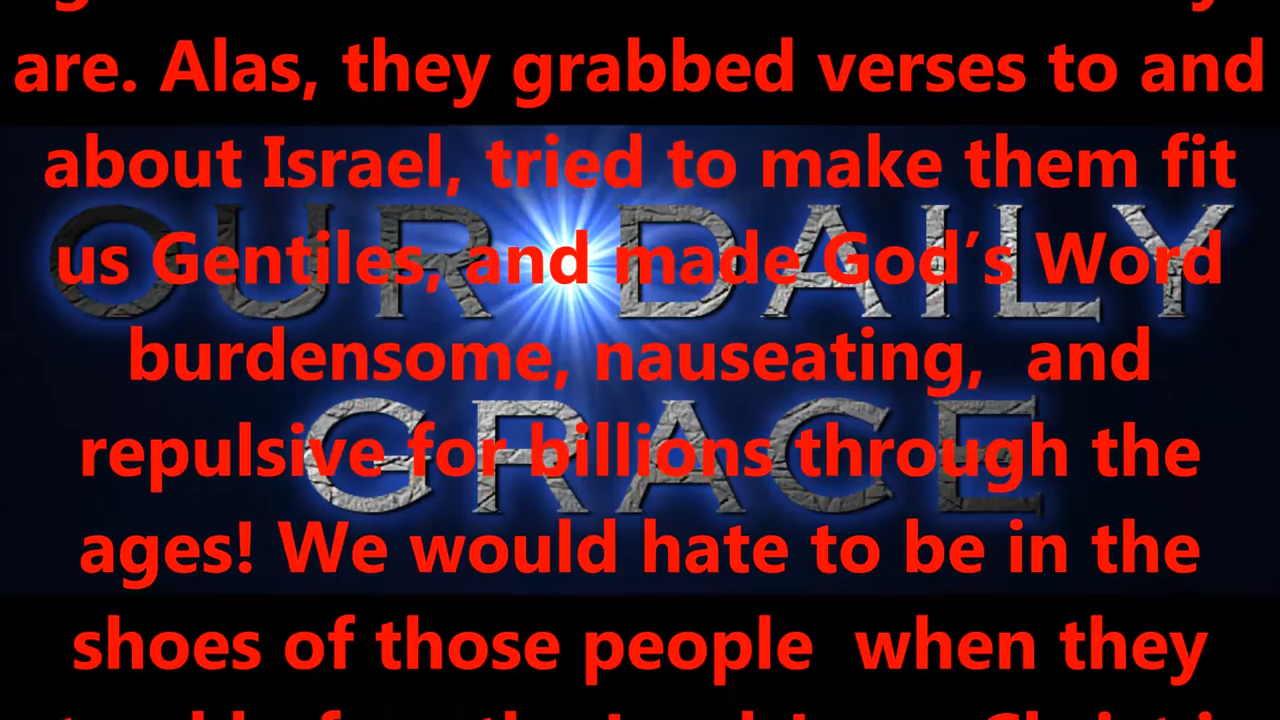 are. Alas, they grabbed verses to and
about Israel, tried to make them fit
us Gentiles, and made God’s Word
burdensome, nauseating,  and
repulsive for billions through the
ages! We would hate to be in the
shoes of those people  when they
OUR DAILY
GRACE